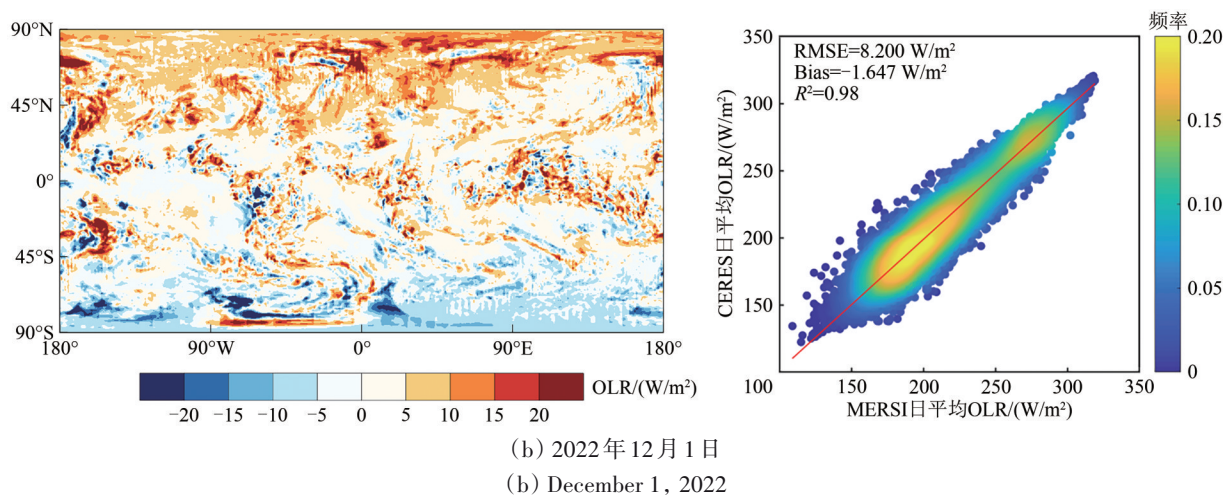 90°N
45°N
0°
45°S
90°S
180° 90°W 0° 90°E 180°
−20 −15 −10 −5 0 5 10 15 20
OLR/(W/m²)
频率
RMSE=8.200 W/m²
Bias=−1.647 W/m²
R²=0.98
CERES日平均OLR/(W/m²)
350
300
250
200
150
100 150 200 250 300 350
MERSI日平均OLR/(W/m²)
0.20
0.15
0.10
0.05
0
(b) 2022年12月1日
(b) December 1, 2022